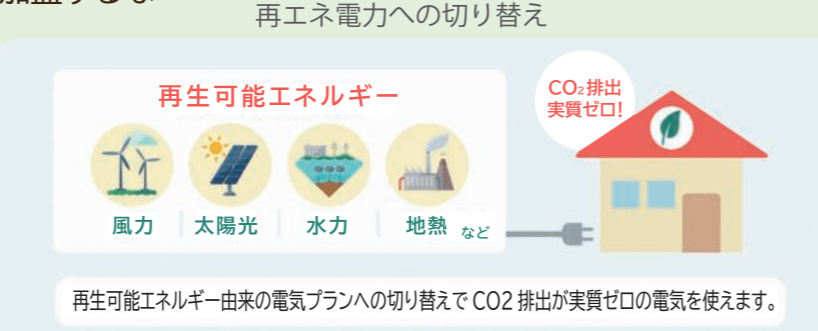 再エネ電力への切り替え
再生可能エネルギー
CO₂排出
実質ゼロ!
風力 太陽光 水力 地熱 など
再生可能エネルギー由来の電気プランへの切り替えでCO2排出が実質ゼロの電気を使えます。